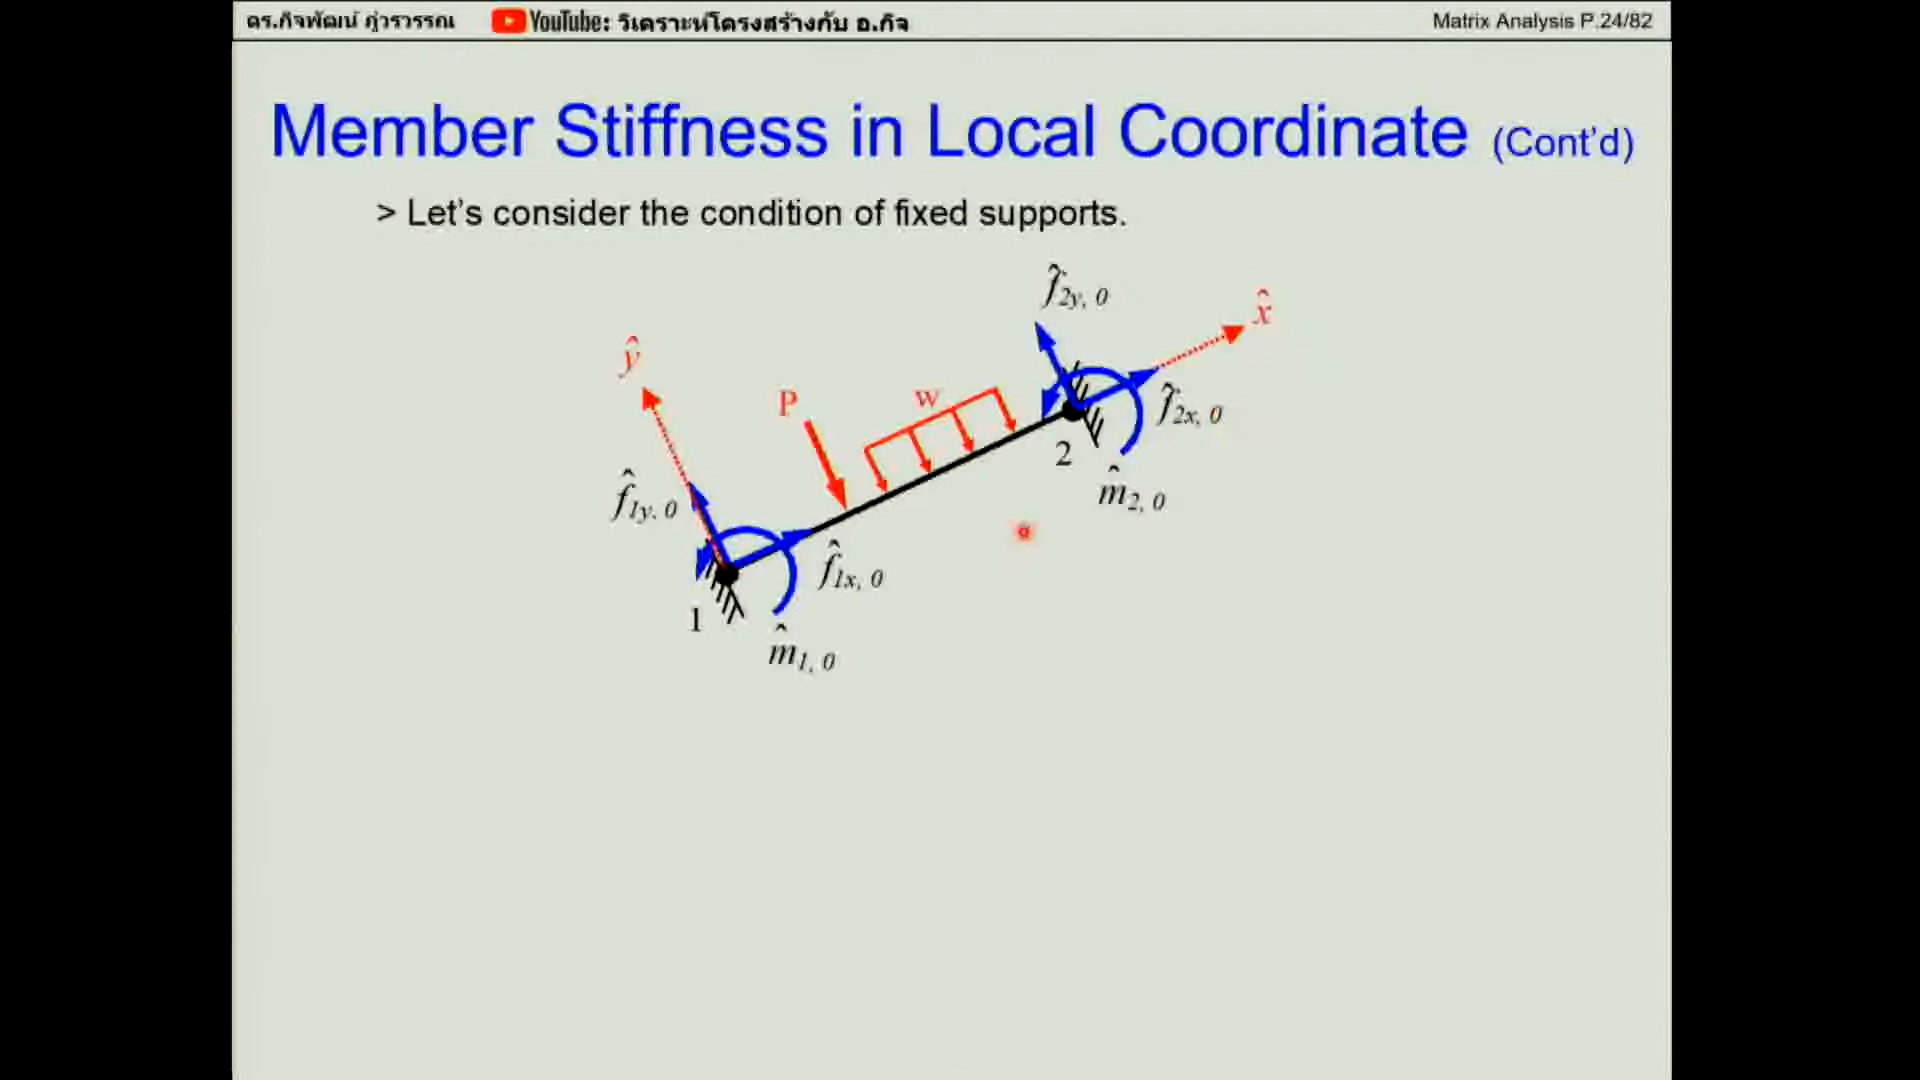 ดร.กิจพัฒน์ ภู่วรวรรณ YouTube: วิเคราะห์โครงสร้างกับ อ.กิจ Matrix Analysis P.24/82
Member Stiffness in Local Coordinate (Cont’d)
> Let’s consider the condition of fixed supports.
f̂2y, 0
x̂
ŷ
P
w
f̂2x, 0
2
f̂1y, 0
m̂2, 0
f̂1x, 0
1
m̂1, 0